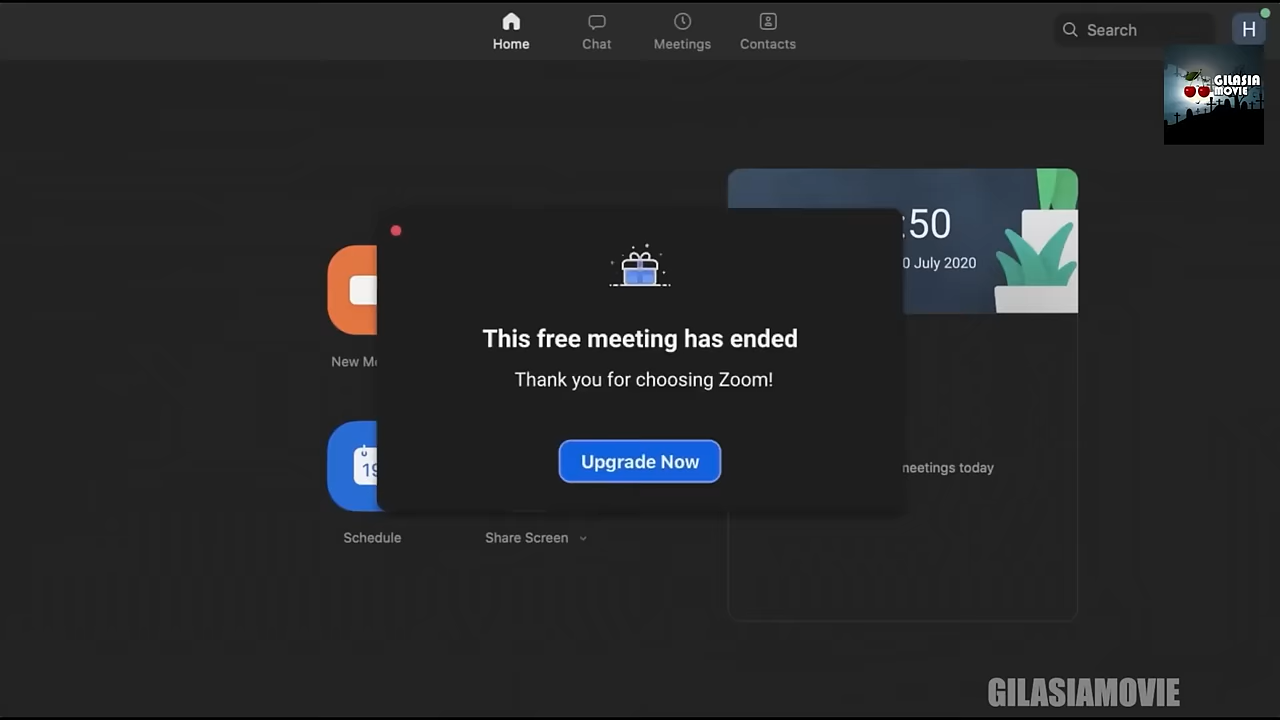 Home
Chat
Meetings
Contacts
Search
H
GILASIA
MOVIE
:50
0 July 2020
This free meeting has ended
Thank you for choosing Zoom!
New Me
Upgrade Now
19
meetings today
Schedule
Share Screen
GILASIAMOVIE